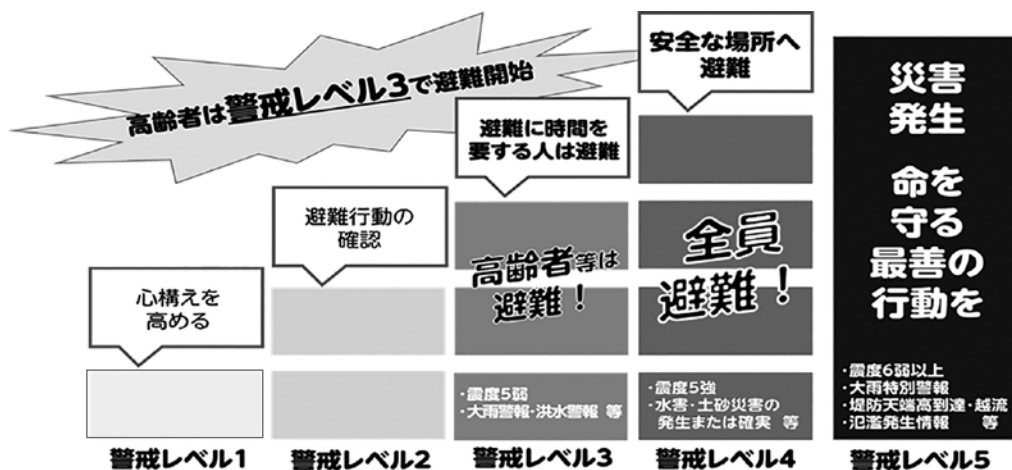 高齢者は警戒レベル3で避難開始
心構えを
高める
避難行動の
確認
避難に時間を
要する人は避難
安全な場所へ
避難
高齢者等は
避難！
全員
避難！
災害
発生
命を
守る
最善の
行動を
・震度5弱
・大雨警報・洪水警報 等
・震度5強
・水害・土砂災害の
発生または確実 等
・震度6弱以上
・大雨特別警報
・堤防天端高到達・越流
・氾濫発生情報 等
警戒レベル1
警戒レベル2
警戒レベル3
警戒レベル4
警戒レベル5